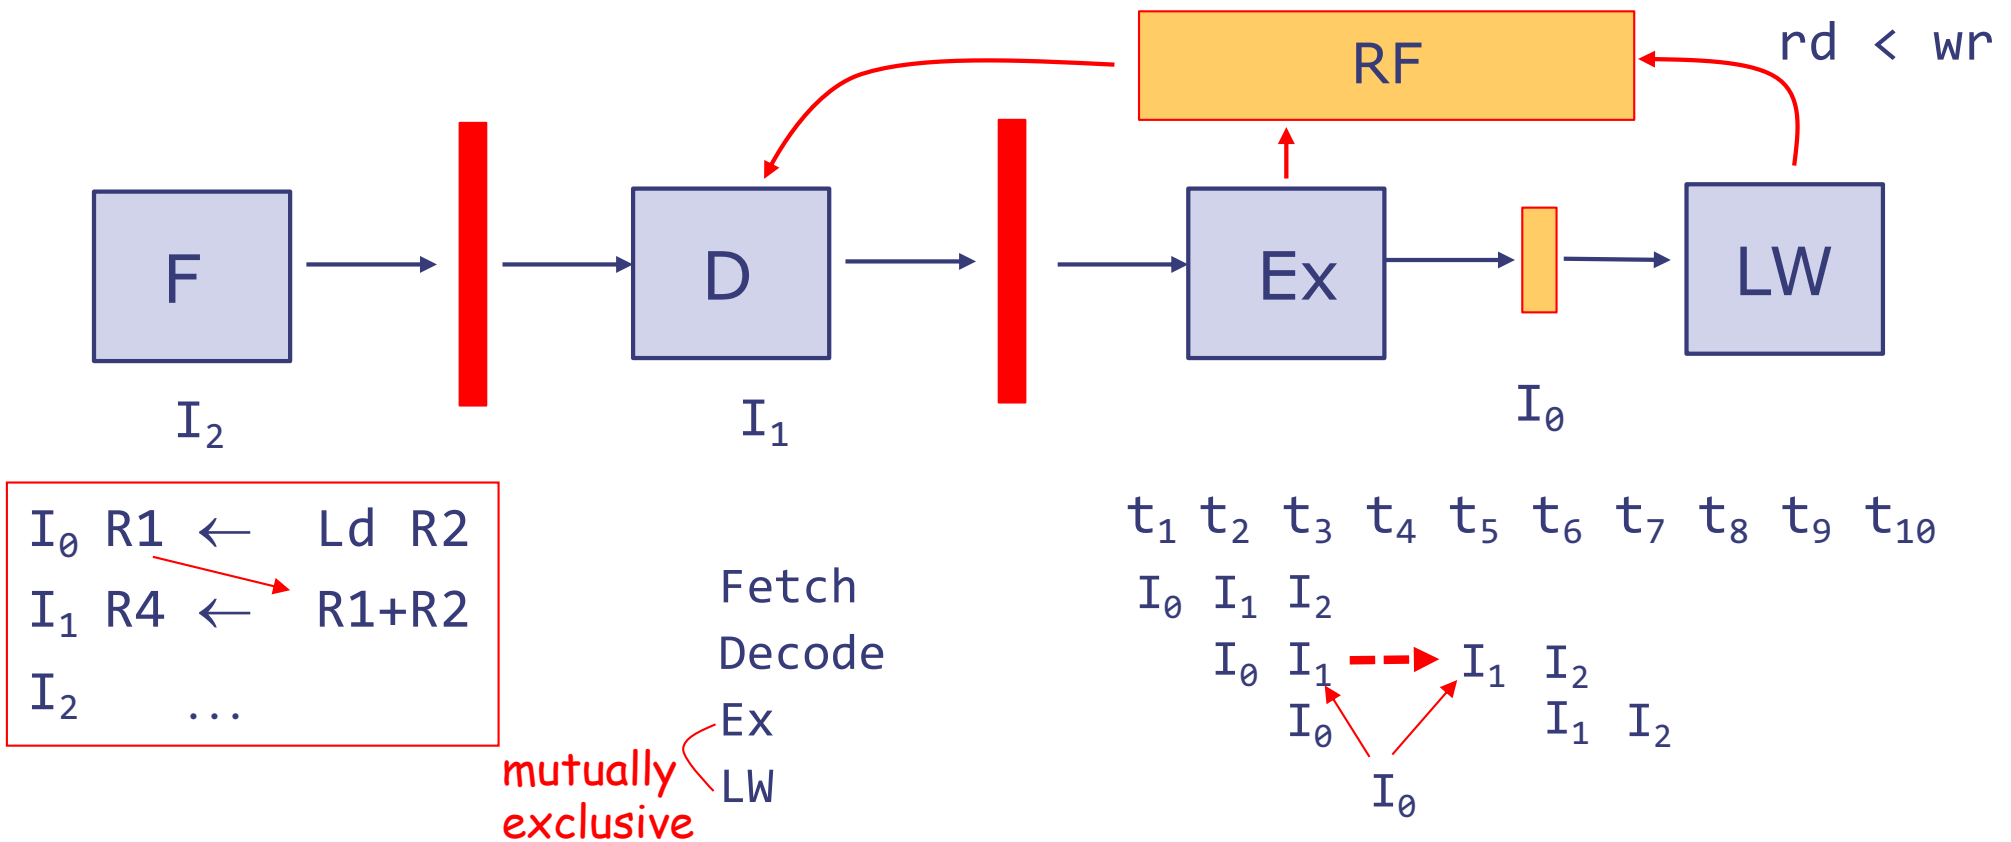 RF
rd < wr
F
D
Ex
LW
I₂
I₁
I₀
I₀ R1 ← Ld R2
I₁ R4 ← R1+R2
I₂ ...
mutually
exclusive
t₁ t₂ t₃ t₄ t₅ t₆ t₇ t₈ t₉ t₁₀
Fetch I₀ I₁ I₂
Decode I₀ I₁ I₁ I₂
Ex I₀ I₁ I₂
LW I₀